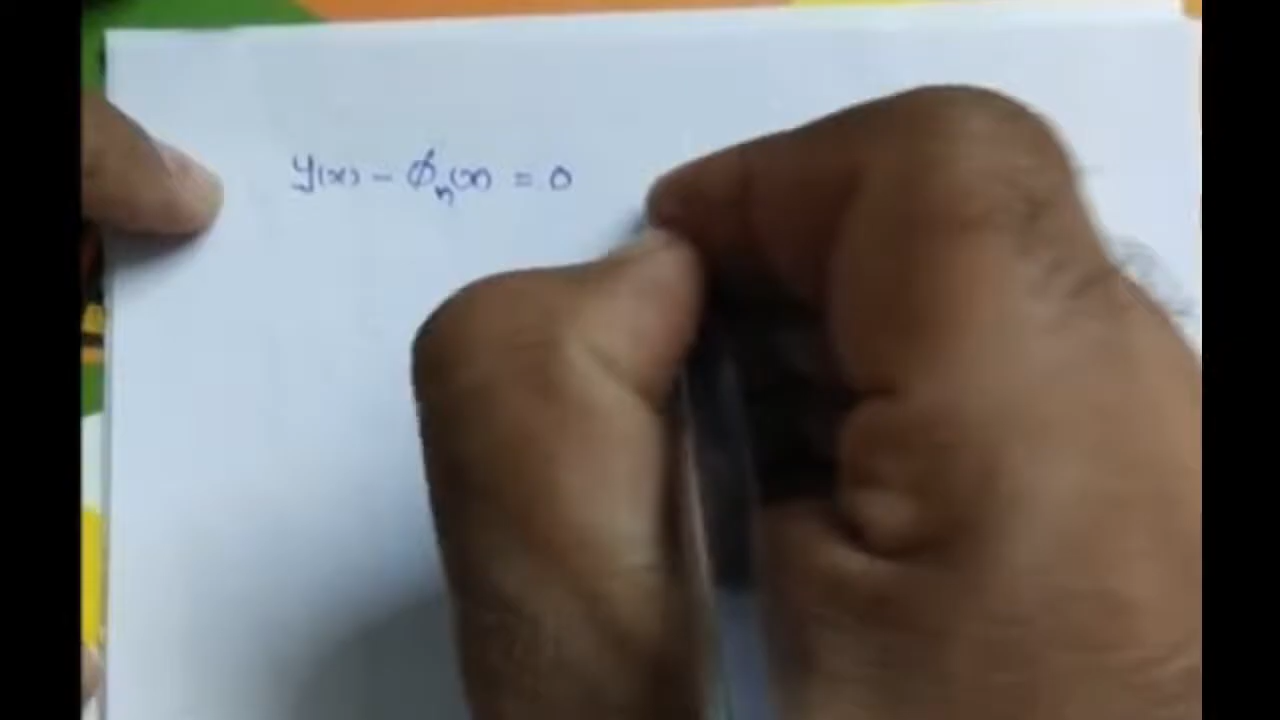 y(x) - ϕₙ(x) = 0